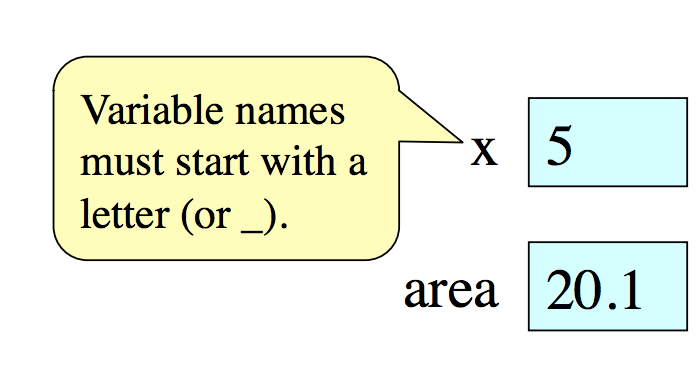 Variable names
must start with a
letter (or _).
x 5
area 20.1